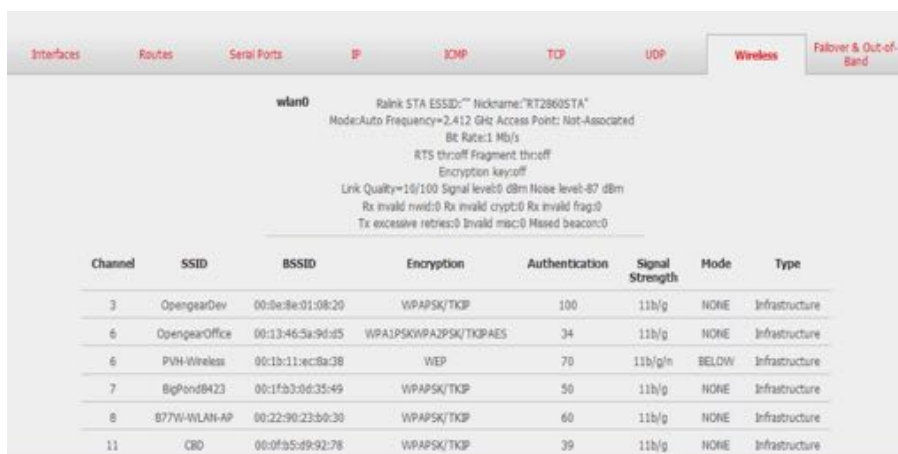 Interfaces Routes Serial Ports IP ICMP TCP UDP Wireless Failover & Out-of-Band
wlan0 Ralink STA ESSID:"" Nickname:"RT2860STA"
Mode:Auto Frequency=2.412 GHz Access Point: Not-Associated
Bit Rate:1 Mb/s
RTS thr:off Fragment thr:off
Encryption key:off
Link Quality=10/100 Signal level:0 dBm Noise level-87 dBm
Rx invalid nwid:0 Rx invalid crypt:0 Rx invalid frag:0
Tx excessive retries:0 Invalid misc:0 Missed beacon:0
Channel SSID BSSID Encryption Authentication Signal Strength Mode Type
3 OpengearDev 00:0e:8e:01:08:20 WPAPSK/TKIP 100 11b/g NONE Infrastructure
6 OpengearOffice 00:13:46:5a:9d:d5 WPA1PSKWPA2PSK/TKIPAES 34 11b/g NONE Infrastructure
6 PVH-Wireless 00:1b:11:ec:8a:38 WEP 70 11b/g/n BELOW Infrastructure
7 BigPond8423 00:1f:b3:0d:35:49 WPAPSK/TKIP 50 11b/g NONE Infrastructure
8 B77W-WLAN-AP 00:22:90:23:b0:30 WPAPSK/TKIP 60 11b/g NONE Infrastructure
11 CBD 00:0f:b5:d9:92:78 WPAPSK/TKIP 39 11b/g NONE Infrastructure